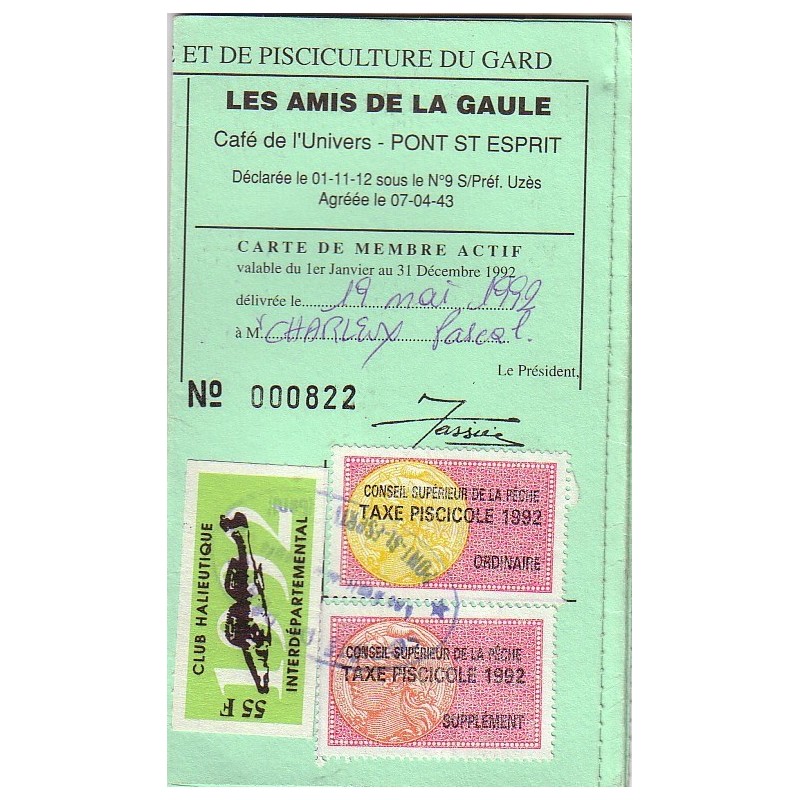 E ET DE PISCICULTURE DU GARD
LES AMIS DE LA GAULE
Café de l'Univers - PONT ST ESPRIT
Déclarée le 01-11-12 sous le N°9 S/Préf. Uzès
Agréée le 07-04-43
CARTE DE MEMBRE ACTIF
valable du 1er Janvier au 31 Décembre 1992
délivrée le 19 mai 1992
à M CHARLEUX Pascal.
Le Président,
Nº 000822
CONSEIL SUPÉRIEUR DE LA PÊCHE
TAXE PISCICOLE 1992
ORDINAIRE
CLUB HALIEUTIQUE
1992
INTERDÉPARTEMENTAL
55 F
CONSEIL SUPÉRIEUR DE LA PÊCHE
TAXE PISCICOLE 1992
SUPPLÉMENT
PONT-St-ESPRIT